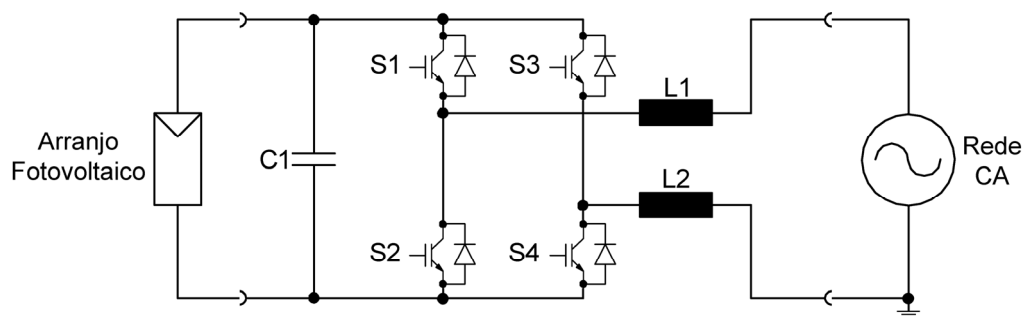 S1
S3
L1
Arranjo
Fotovoltaico
C1
Rede
CA
L2
S2
S4